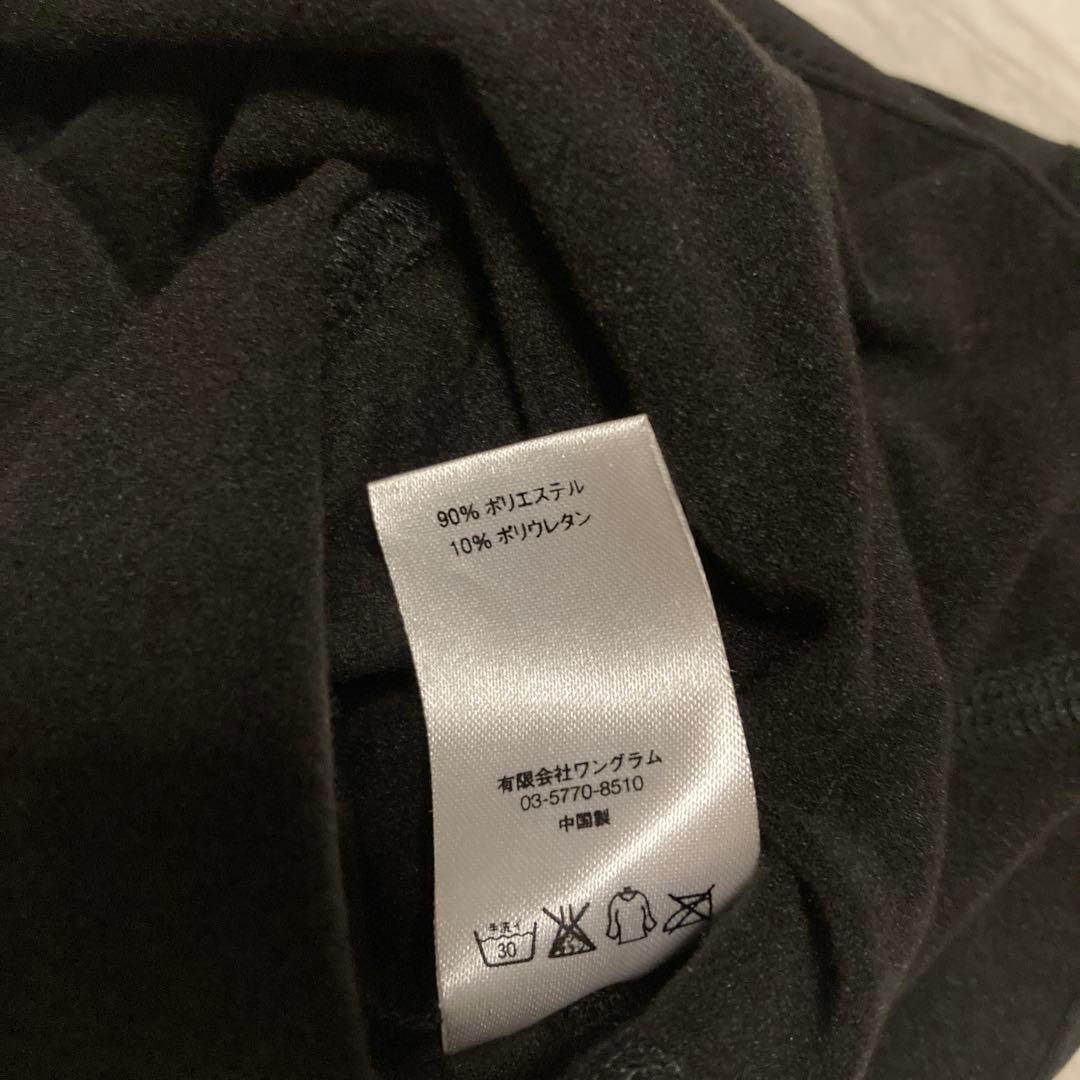 90% ポリエステル
10% ポリウレタン
有限会社ワングラム
03-5770-8510
中国製
手洗イ
30